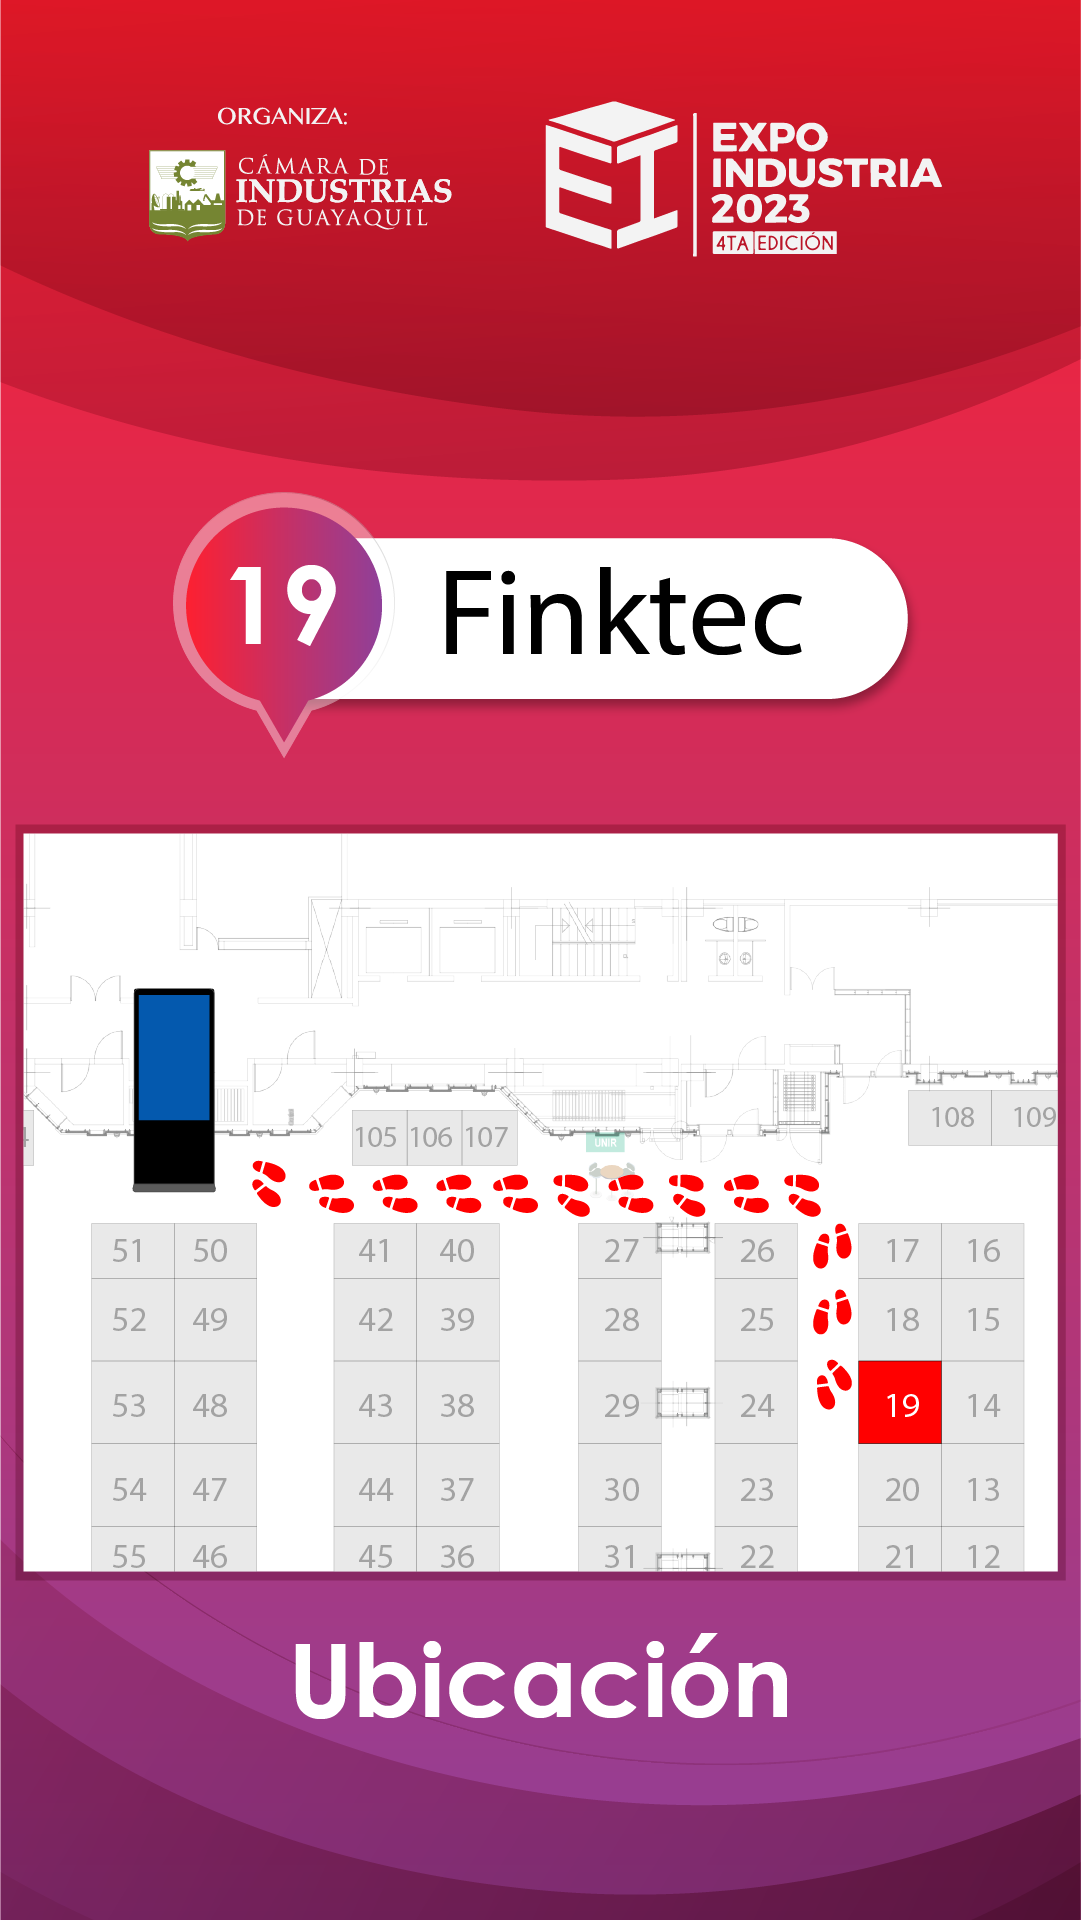 ORGANIZA:
CÁMARA DE
INDUSTRIAS
DE GUAYAQUIL
EXPO
INDUSTRIA
2023
4TA EDICIÓN
19 Finktec
105 106 107
108 109
UNIR
51 50 41 40 27 26 17 16
52 49 42 39 28 25 18 15
53 48 43 38 29 24 19 14
54 47 44 37 30 23 20 13
55 46 45 36 31 22 21 12
Ubicación